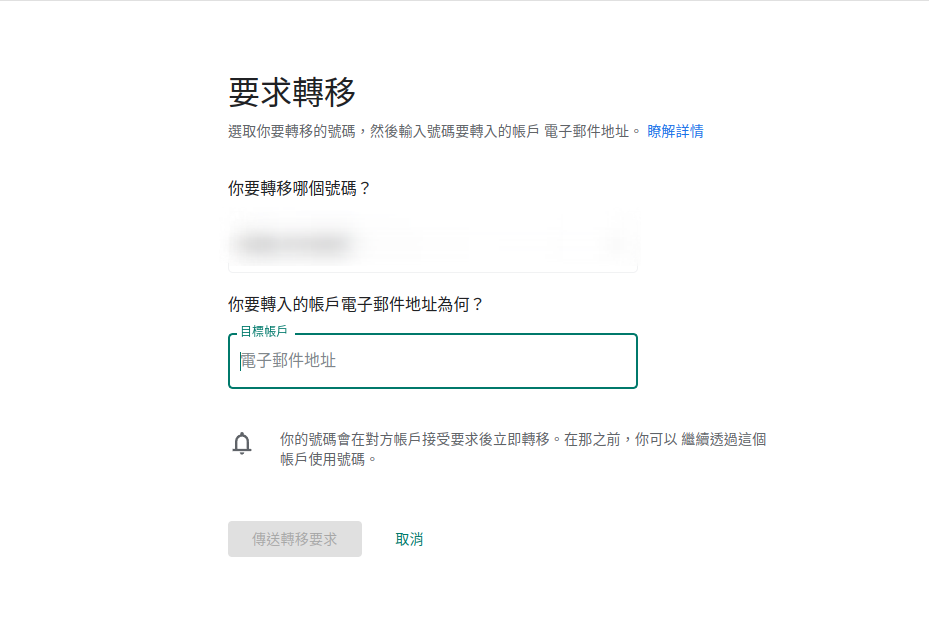 要求轉移
選取你要轉移的號碼，然後輸入號碼要轉入的帳戶 電子郵件地址。 瞭解詳情
你要轉移哪個號碼？
你要轉入的帳戶電子郵件地址為何？
目標帳戶
電子郵件地址
你的號碼會在對方帳戶接受要求後立即轉移。在那之前，你可以 繼續透過這個
帳戶使用號碼。
傳送轉移要求 取消